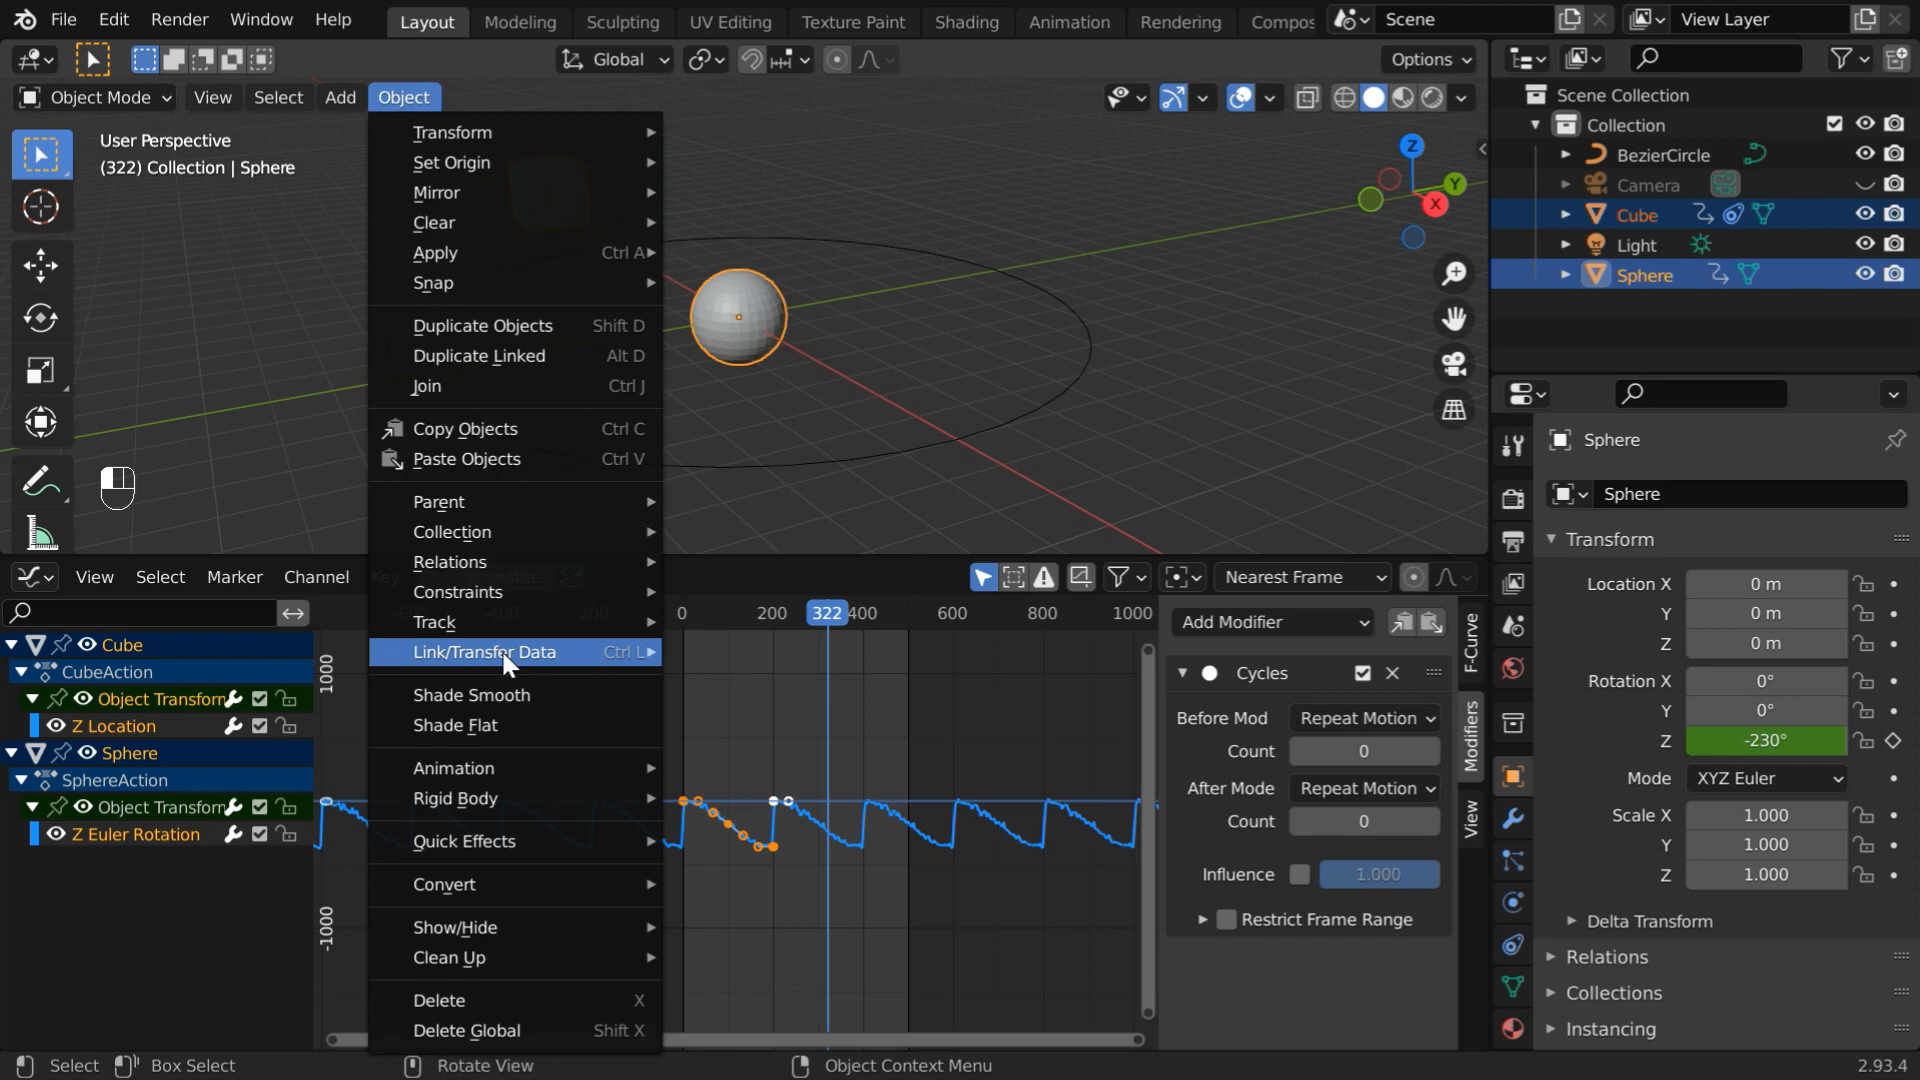 File Edit Render Window Help Layout Modeling Sculpting UV Editing Texture Paint Shading Animation Rendering Compos Scene View Layer
Global Options
Object Mode View Select Add Object
User Perspective
(322) Collection | Sphere
Transform
Set Origin
Mirror
Clear
Apply Ctrl A
Snap
Duplicate Objects Shift D
Duplicate Linked Alt D
Join Ctrl J
Copy Objects Ctrl C
Paste Objects Ctrl V
Parent
Collection
Relations
Constraints
Track
Link/Transfer Data Ctrl L
Shade Smooth
Shade Flat
Animation
Rigid Body
Quick Effects
Convert
Show/Hide
Clean Up
Delete X
Delete Global Shift X
Z
Y
X
Scene Collection
Collection
BezierCircle
Camera
Cube
Light
Sphere
Sphere
Sphere
Transform
Location X 0 m
Y 0 m
Z 0 m
Rotation X 0°
Y 0°
Z -230°
Mode XYZ Euler
Scale X 1.000
Y 1.000
Z 1.000
Delta Transform
Relations
Collections
Instancing
View Select Marker Channel Key Nearest Frame
-400 -200 0 200 322 400 600 800 1000
1000
0
-1000
Cube
CubeAction
Object Transform
Z Location
Sphere
SphereAction
Object Transform
Z Euler Rotation
Add Modifier
Cycles
Before Mod Repeat Motion
Count 0
After Mode Repeat Motion
Count 0
Influence 1.000
Restrict Frame Range
F-Curve
Modifiers
View
Select Box Select Rotate View Object Context Menu 2.93.4